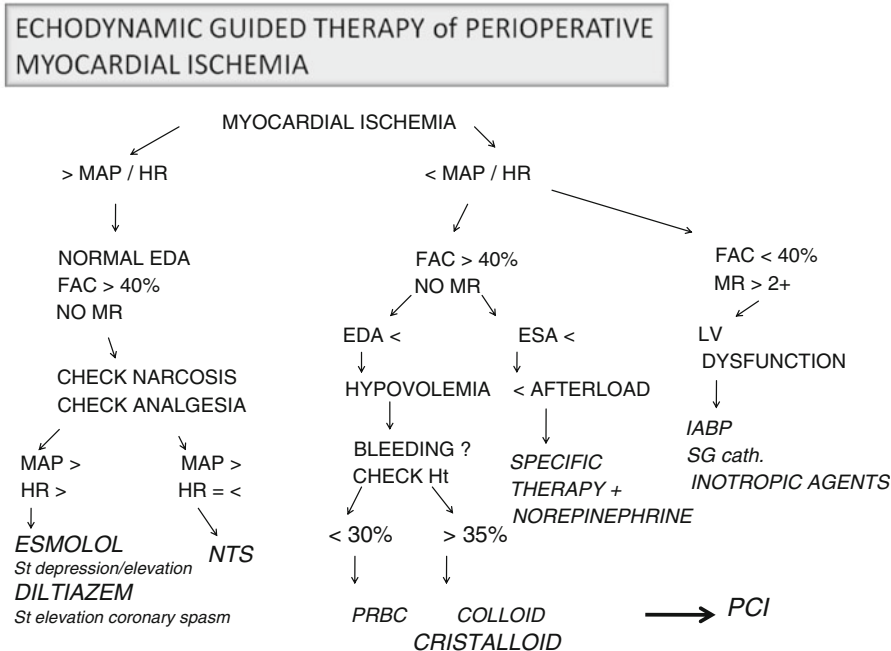 ECHODYNAMIC GUIDED THERAPY of PERIOPERATIVE
MYOCARDIAL ISCHEMIA
MYOCARDIAL ISCHEMIA
> MAP / HR
< MAP / HR
NORMAL EDA
FAC > 40%
NO MR
FAC > 40%
NO MR
FAC < 40%
MR > 2+
EDA <
ESA <
LV
DYSFUNCTION
CHECK NARCOSIS
CHECK ANALGESIA
HYPOVOLEMIA
< AFTERLOAD
IABP
SG cath.
INOTROPIC AGENTS
MAP >
HR >
MAP >
HR = <
BLEEDING ?
CHECK Ht
SPECIFIC
THERAPY +
NOREPINEPHRINE
ESMOLOL
St depression/elevation
DILTIAZEM
St elevation coronary spasm
NTS
< 30%
> 35%
PRBC
COLLOID
CRISTALLOID
PCI